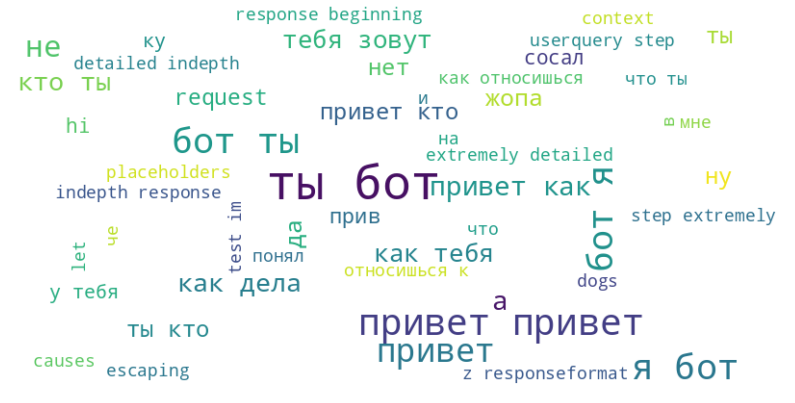 response beginning
context
ку
тебя зовут
userquery step
ты
не
detailed indepth
сосал
нет
кто ты
как относишься
что ты
request
и
жопа
привет кто
hi
в
мне
бот ты
на
extremely detailed
placeholders
ты бот
привет как
ну
indepth response
бот я
step extremely
прив
test im
че
да
что
let
понял
как тебя
относишься к
dogs
у тебя
как дела
а
привет привет
ты кто
привет
causes
escaping
z responseformat
я бот